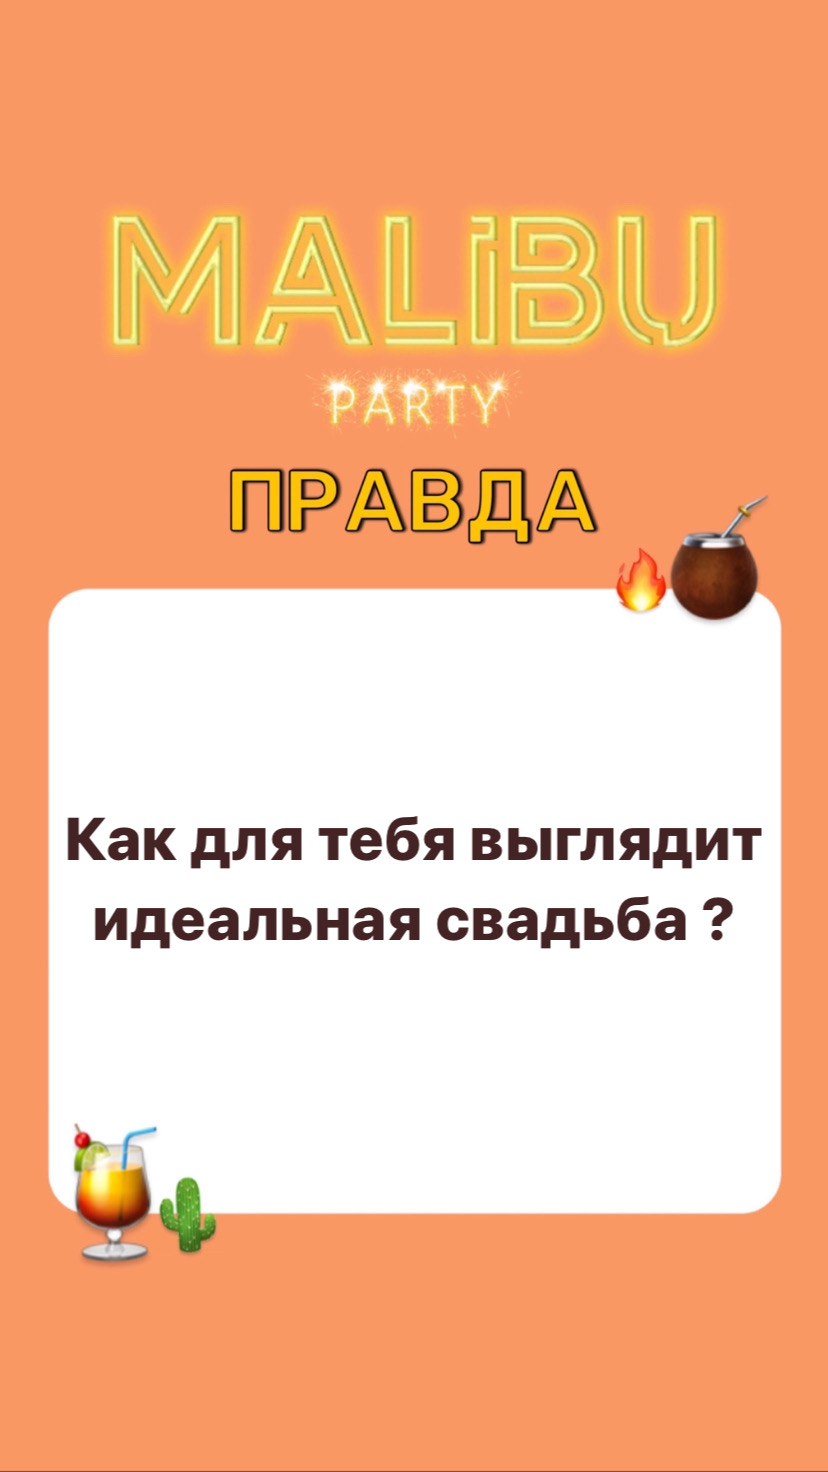 MALiBU
PARTY
ПРАВДА
Как для тебя выглядит
идеальная свадьба ?